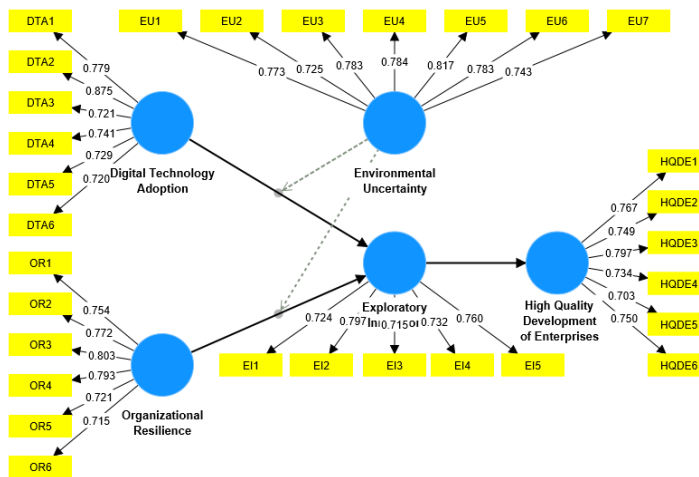 DTA1
EU1
EU2
EU3
EU4
EU5
EU6
EU7
DTA2
DTA3
DTA4
DTA5
DTA6
0.779
0.875
0.721
0.741
0.729
0.720
0.773
0.725
0.783
0.784
0.817
0.783
0.743
Digital Technology
Adoption
Environmental
Uncertainty
HQDE1
HQDE2
HQDE3
HQDE4
HQDE5
HQDE6
0.767
0.749
0.797
0.734
0.703
0.750
OR1
OR2
OR3
OR4
OR5
OR6
0.754
0.772
0.803
0.793
0.721
0.715
Exploratory
High Quality
Development
of Enterprises
0.724
0.797
0.715
0.732
0.760
EI1
EI2
EI3
EI4
EI5
Organizational
Resilience